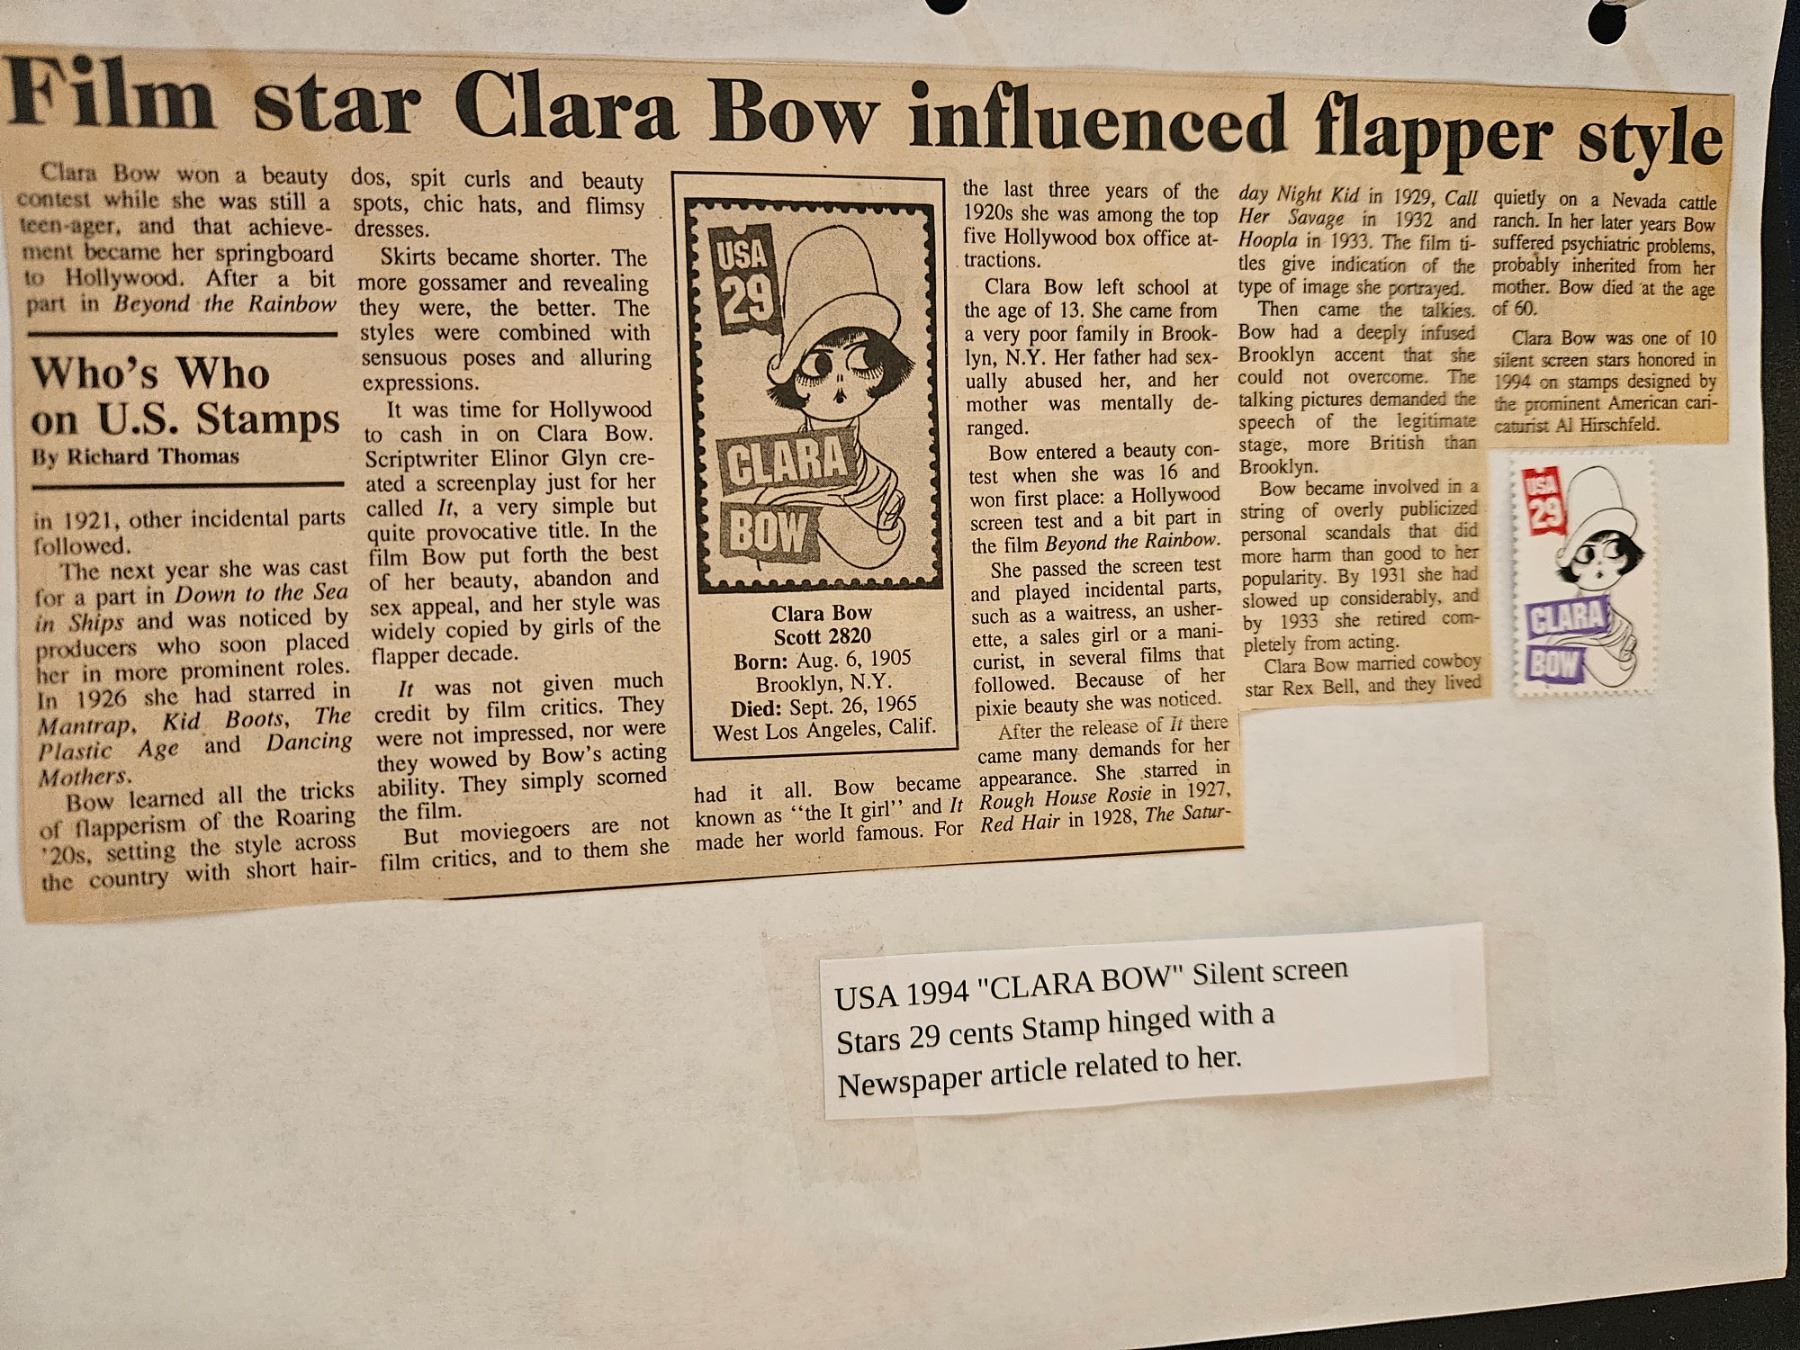 Film star Clara Bow influenced flapper style
Clara Bow won a beauty
contest while she was still a
teen-ager, and that achieve-
ment became her springboard
to Hollywood. After a bit
part in Beyond the Rainbow
Who's Who
on U.S. Stamps
By Richard Thomas
in 1921, other incidental parts
followed.
The next year she was cast
for a part in Down to the Sea
in Ships and was noticed by
producers who soon placed
her in more prominent roles.
In 1926 she had starred in
Mantrap, Kid Boots, The
Plastic Age and Dancing
Mothers.
Bow learned all the tricks
of flapperism of the Roaring
'20s, setting the style across
the country with short hair-
dos, spit curls and beauty
spots, chic hats, and flimsy
dresses.
Skirts became shorter. The
more gossamer and revealing
they were, the better. The
styles were combined with
sensuous poses and alluring
expressions.
It was time for Hollywood
to cash in on Clara Bow.
Scriptwriter Elinor Glyn cre-
ated a screenplay just for her
called It, a very simple but
quite provocative title. In the
film Bow put forth the best
of her beauty, abandon and
sex appeal, and her style was
widely copied by girls of the
flapper decade.
It was not given much
credit by film critics. They
were not impressed, nor were
they wowed by Bow's acting
ability. They simply scorned
the film.
But moviegoers are not
film critics, and to them she
USA
29
CLARA
BOW
Clara Bow
Scott 2820
Born: Aug. 6, 1905
Brooklyn, N.Y.
Died: Sept. 26, 1965
West Los Angeles, Calif.
had it all. Bow became
known as "the It girl" and It
made her world famous. For
the last three years of the
1920s she was among the top
five Hollywood box office at-
tractions.
Clara Bow left school at
the age of 13. She came from
a very poor family in Brook-
lyn, N.Y. Her father had sex-
ually abused her, and her
mother was mentally de-
ranged.
Bow entered a beauty con-
test when she was 16 and
won first place: a Hollywood
screen test and a bit part in
the film Beyond the Rainbow.
She passed the screen test
and played incidental parts,
such as a waitress, an usher-
ette, a sales girl or a mani-
curist, in several films that
followed. Because of her
pixie beauty she was noticed.
After the release of It there
came many demands for her
appearance. She starred in
Rough House Rosie in 1927,
Red Hair in 1928, The Satur-
day Night Kid in 1929, Call
Her Savage in 1932 and
Hoopla in 1933. The film ti-
tles give indication of the
type of image she portrayed.
Then came the talkies.
Bow had a deeply infused
Brooklyn accent that she
could not overcome. The
talking pictures demanded the
speech of the legitimate
stage, more British than
Brooklyn.
Bow became involved in a
string of overly publicized
personal scandals that did
more harm than good to her
popularity. By 1931 she had
slowed up considerably, and
by 1933 she retired com-
pletely from acting.
Clara Bow married cowboy
star Rex Bell, and they lived
quietly on a Nevada cattle
ranch. In her later years Bow
suffered psychiatric problems,
probably inherited from her
mother. Bow died at the age
of 60.
Clara Bow was one of 10
silent screen stars honored in
1994 on stamps designed by
the prominent American cari-
caturist Al Hirschfeld.
USA
29
CLARA
BOW
USA 1994 "CLARA BOW" Silent screen
Stars 29 cents Stamp hinged with a
Newspaper article related to her.